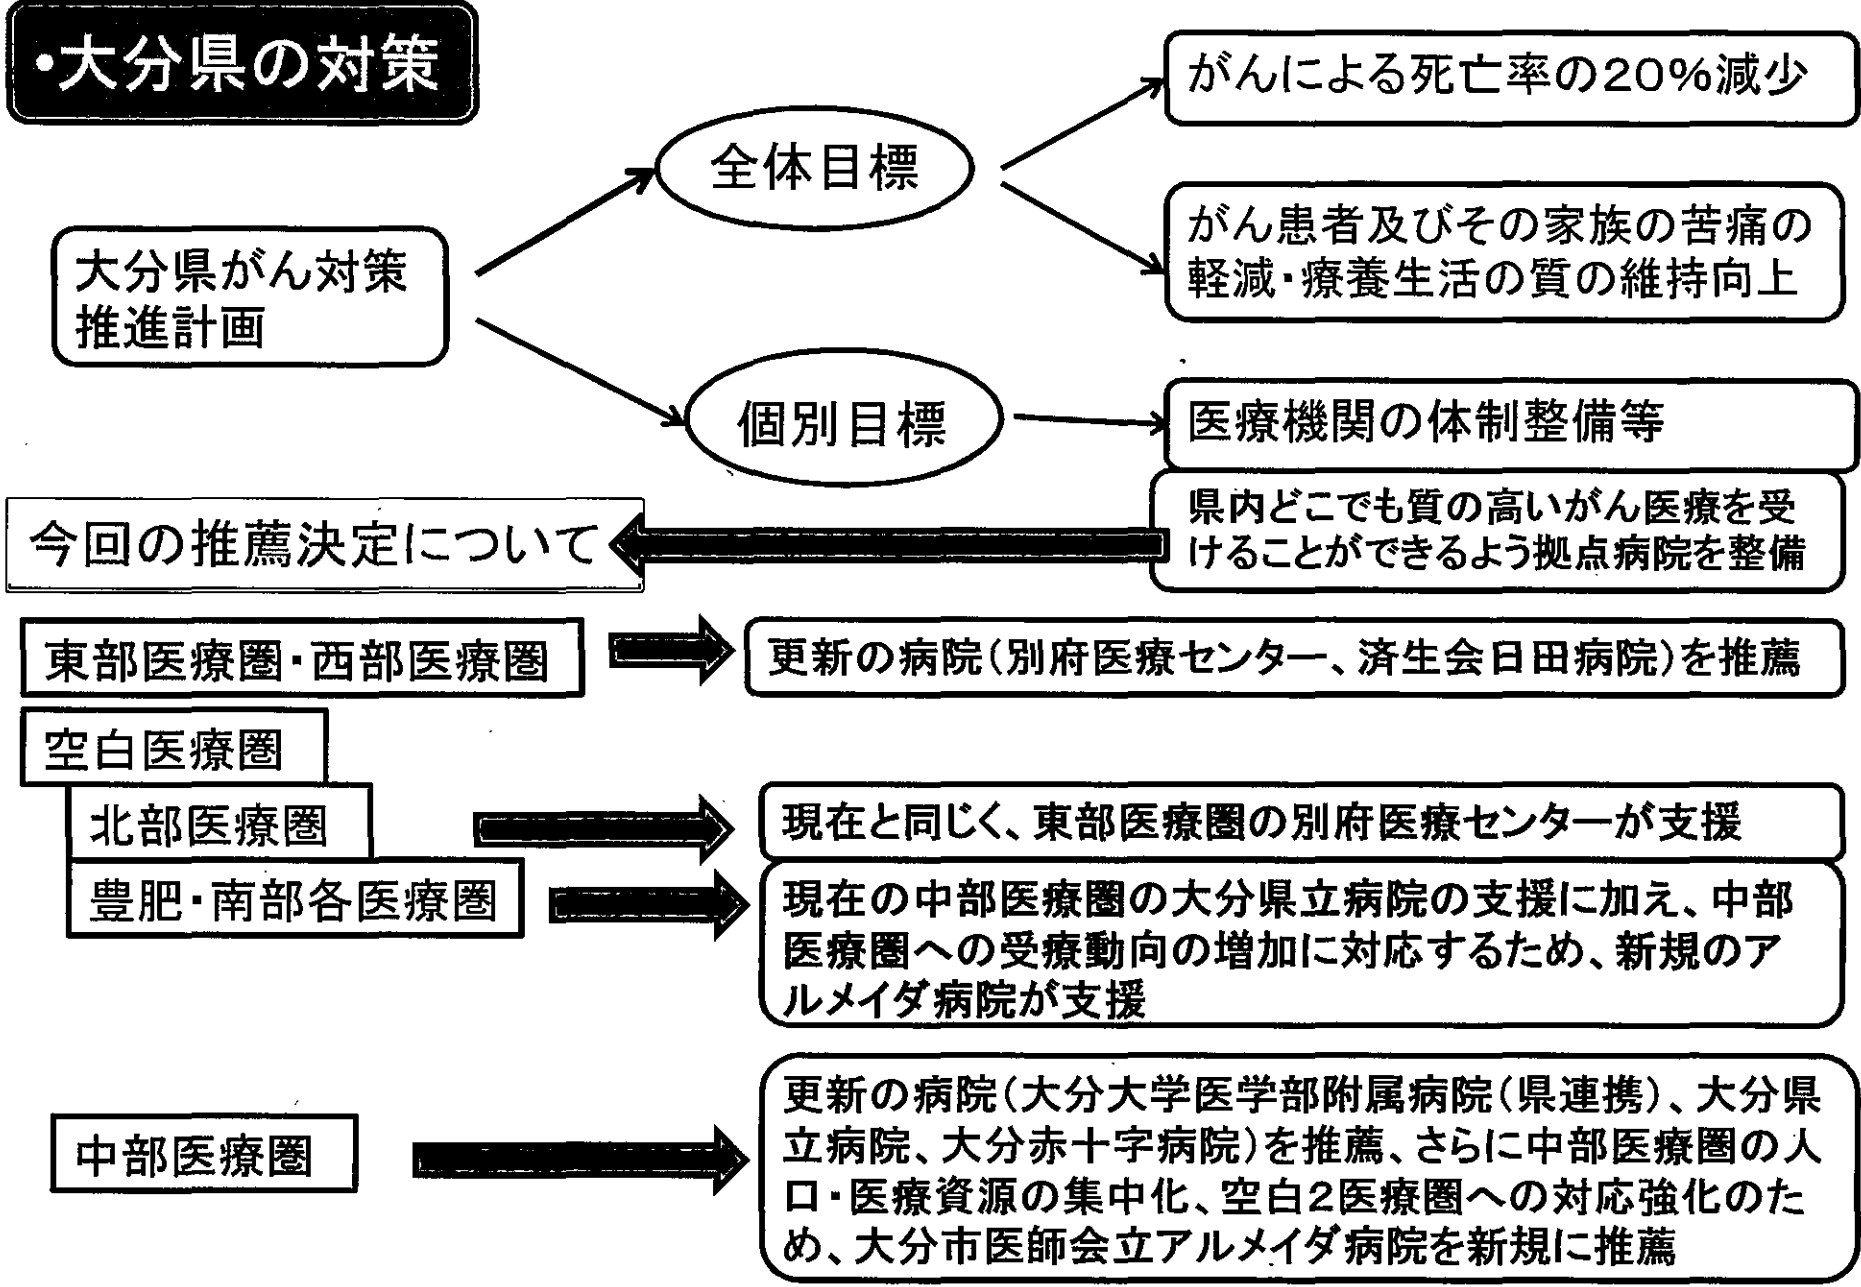 ・大分県の対策
がんによる死亡率の20%減少
全体目標
がん患者及びその家族の苦痛の
軽減・療養生活の質の維持向上
大分県がん対策
推進計画
個別目標
医療機関の体制整備等
県内どこでも質の高いがん医療を受
けることができるよう拠点病院を整備
今回の推薦決定について
東部医療圏・西部医療圏
更新の病院(別府医療センター、済生会日田病院)を推薦
空白医療圏
北部医療圏
現在と同じく、東部医療圏の別府医療センターが支援
豊肥・南部各医療圏
現在の中部医療圏の大分県立病院の支援に加え、中部
医療圏への受療動向の増加に対応するため、新規のア
ルメイダ病院が支援
中部医療圏
更新の病院(大分大学医学部附属病院(県連携)、大分県
立病院、大分赤十字病院)を推薦、さらに中部医療圏の人
口・医療資源の集中化、空白2医療圏への対応強化のた
め、大分市医師会立アルメイダ病院を新規に推薦